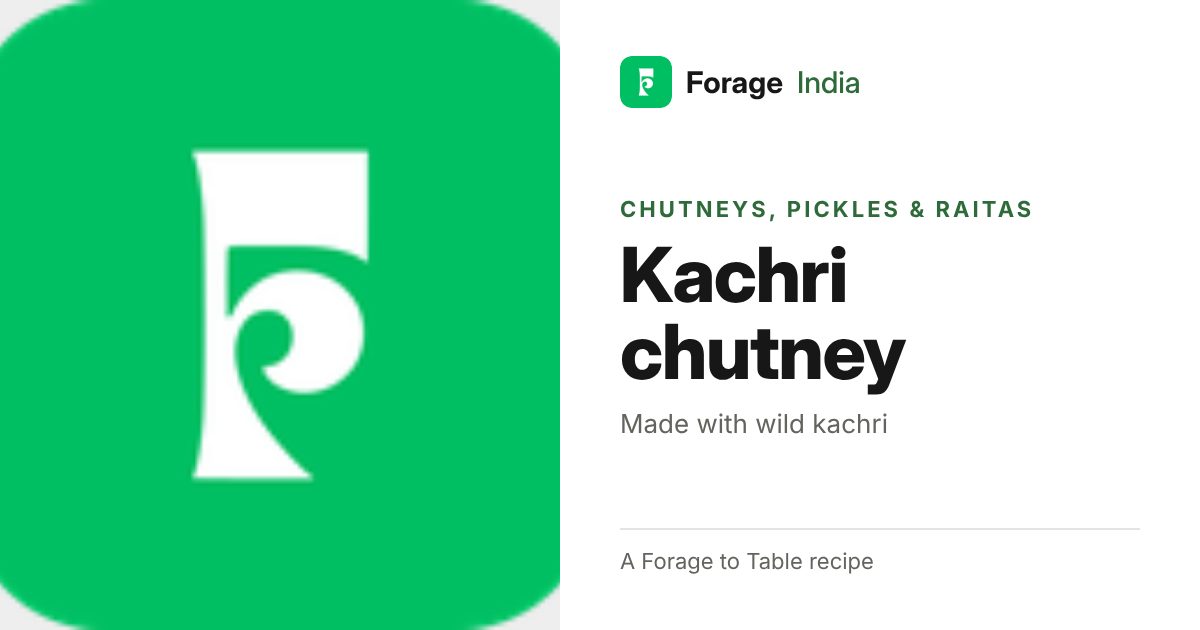 Forage India
CHUTNEYS, PICKLES & RAITAS
Kachri
chutney
Made with wild kachri
A Forage to Table recipe